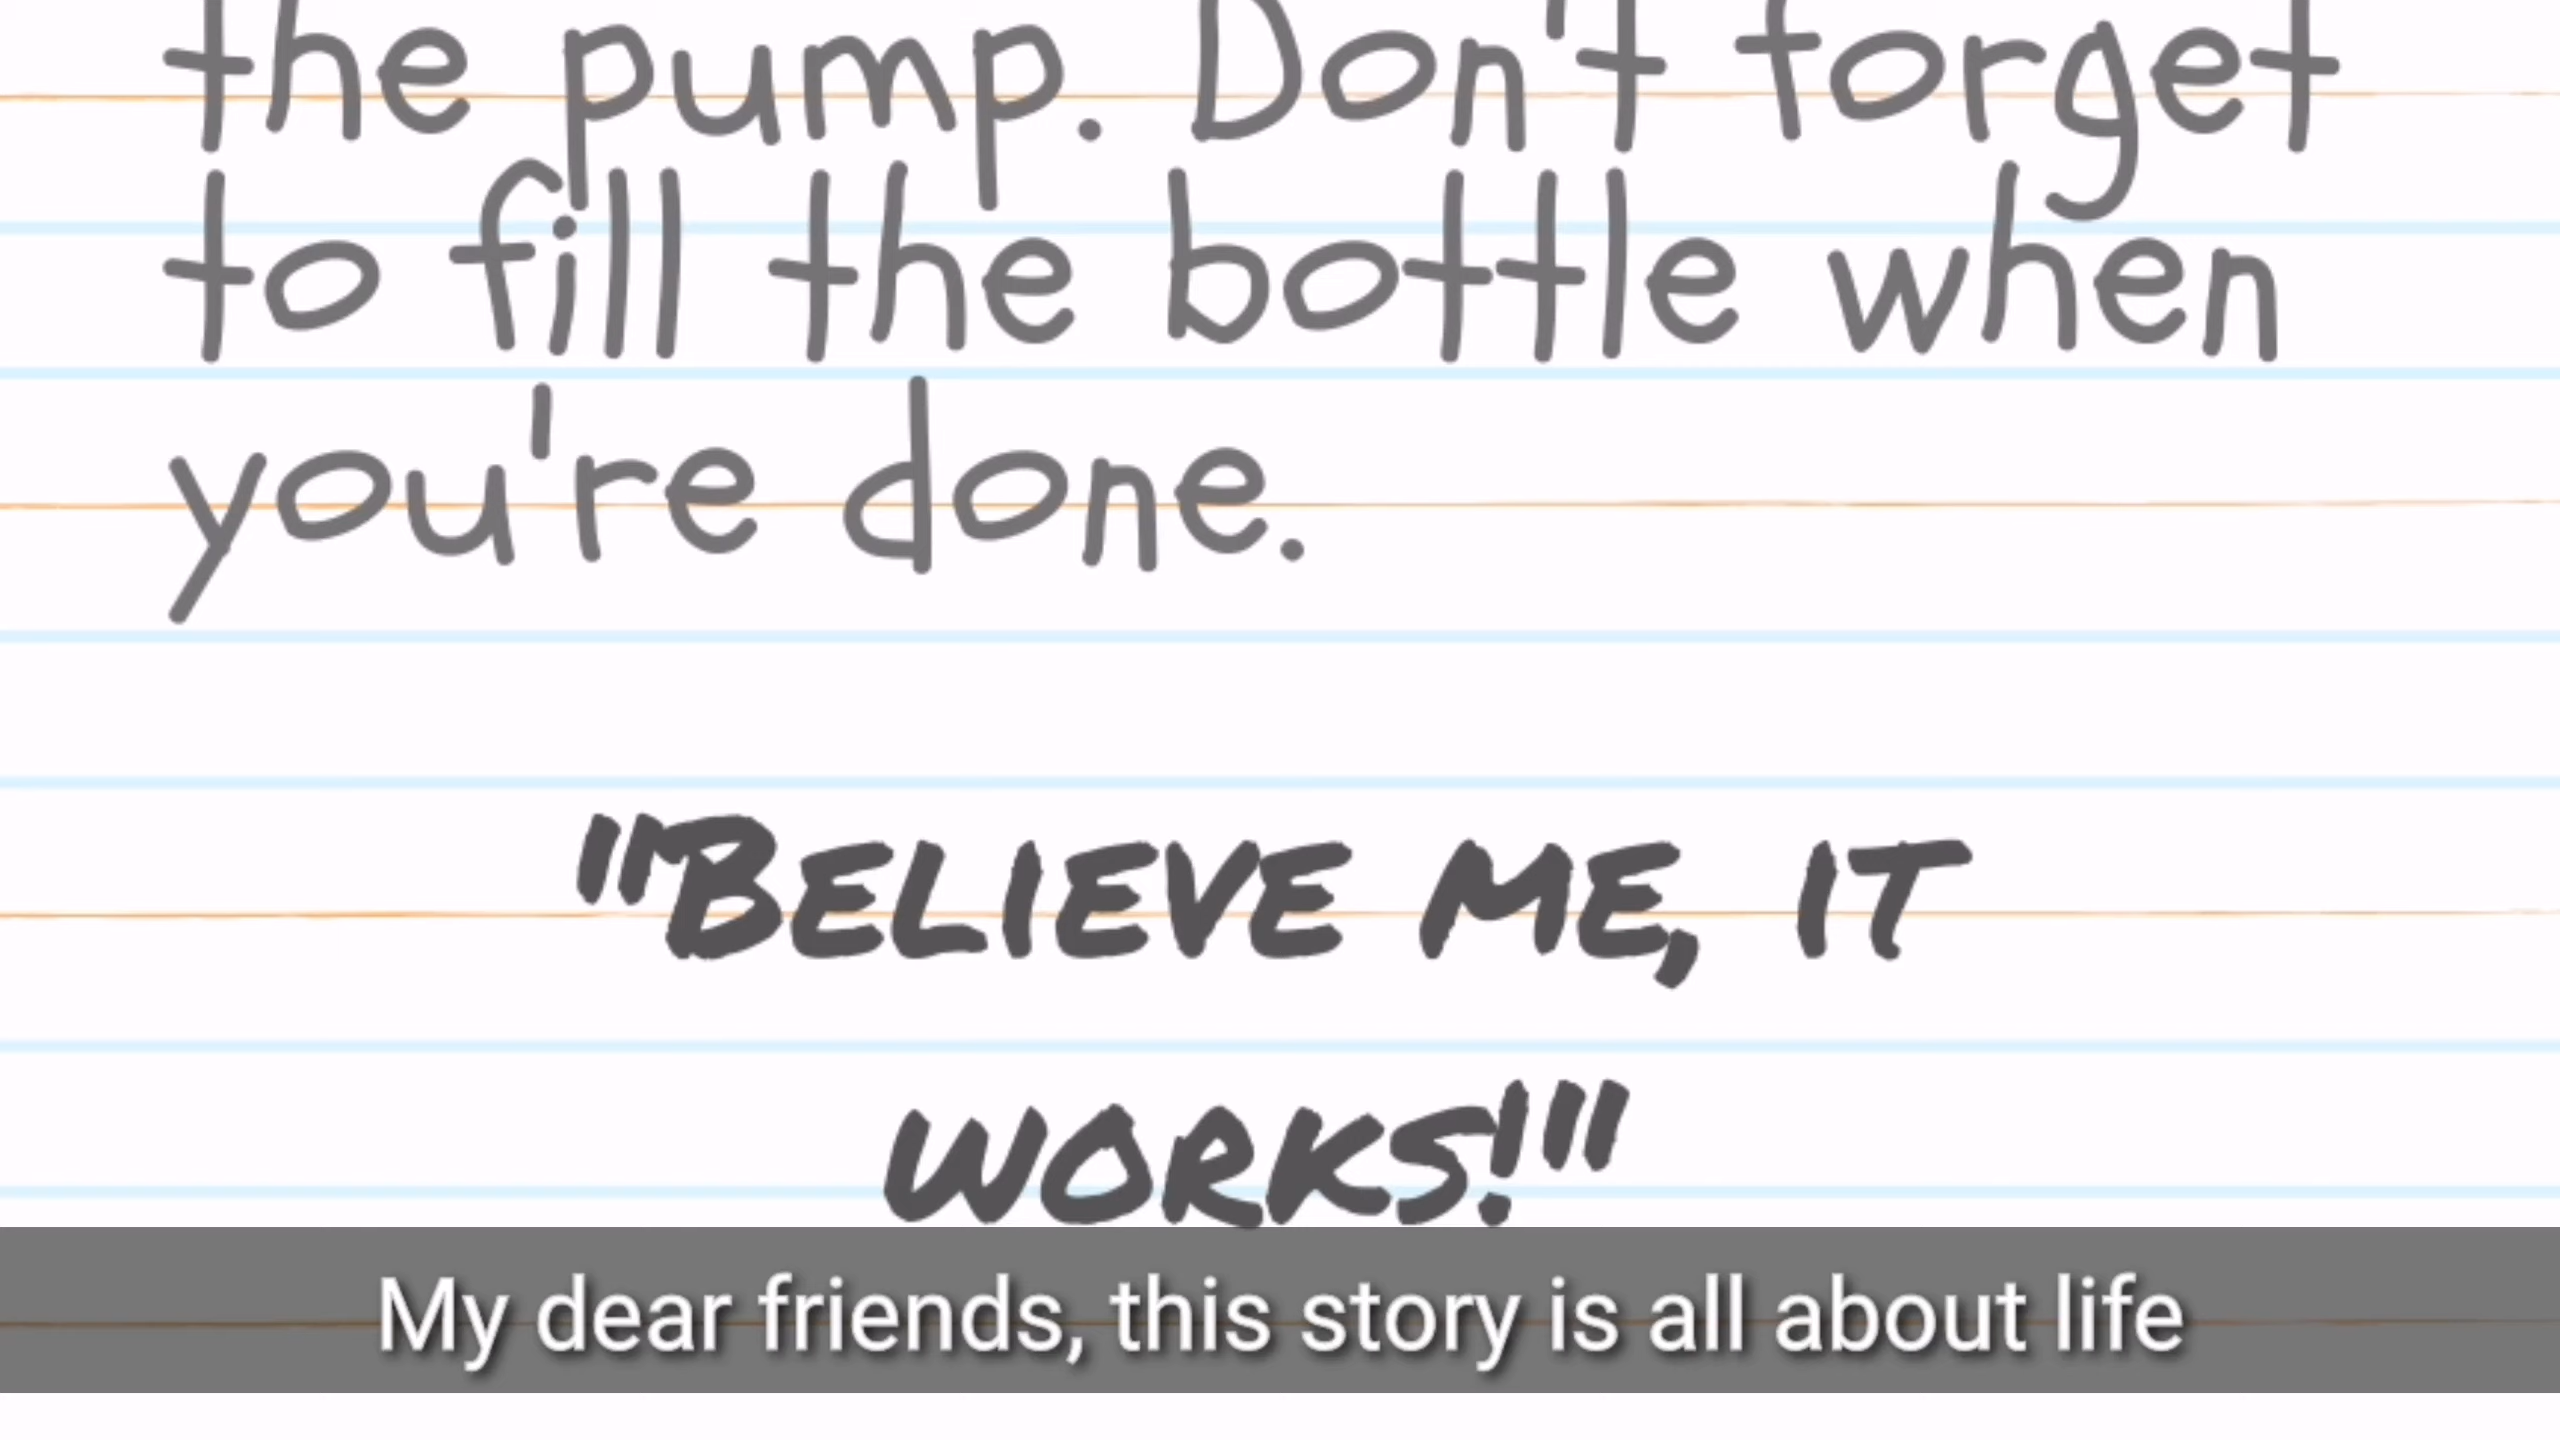 the pump. Don't forget
to fill the bottle when
you're done.
"BELIEVE ME, IT
WORKS!"
My dear friends, this story is all about life